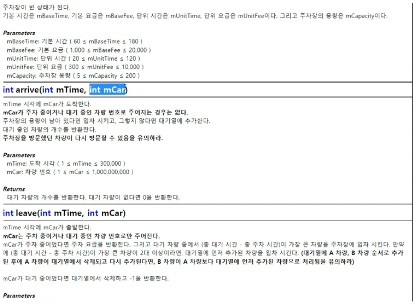 주차장이 빈 상태가 된다.
기본 시간은 mBaseTime, 기본 요금은 mBaseFee, 단위 시간은 mUnitTime, 단위 요금은 mUnitFee이다. 그리고 주차장의 용량은 mCapacity이다.
Parameters
mBaseTime: 기본 시간 ( 60 ≤ mBaseTime ≤ 180 )
mBaseFee: 기본 요금 ( 1,000 ≤ mBaseFee ≤ 20,000 )
mUnitTime: 단위 시간 ( 20 ≤ mUnitTime ≤ 120 )
mUnitFee: 단위 요금 ( 300 ≤ mUnitFee ≤ 10,000 )
mCapacity: 주차장 용량 ( 5 ≤ mCapacity ≤ 200 )
int arrive(int mTime, int mCar)
mTime 시각에 mCar가 도착한다.
mCar가 주차 중이거나 대기 중인 차량 번호로 주어지는 경우는 없다.
주차장의 용량이 남아 있다면 입차 시키고, 그렇지 않다면 대기열에 추가한다.
대기 중인 차량의 개수를 반환한다.
주차장을 방문했던 차량이 다시 방문할 수 있음을 유의하라.
Parameters
mTime: 도착 시각 ( 1 ≤ mTime ≤ 300,000 )
mCar: 차량 번호 ( 1 ≤ mCar ≤ 1,000,000,000 )
Returns
대기 차량의 개수를 반환한다. 대기 차량이 없다면 0을 반환한다.
int leave(int mTime, int mCar)
mTime 시각에 mCar가 출발한다.
mCar는 주차 중이거나 대기 중인 차량 번호로만 주어진다.
mCar가 주차 중이었다면 주차 요금을 반환한다. 그리고 대기 차량 중에서 (총 대기 시간 - 총 주차 시간)이 가장 큰 차량을 주차장에 입차 시킨다. 만약
에 (총 대기 시간 - 총 주차 시간)이 가장 큰 차량이 2대 이상이라면, 대기열에 먼저 추가된 차량을 입차 시킨다. (대기열에 A 차량, B 차량 순서로 추가
된 후에 A 차량이 대기열에서 삭제되고 다시 추가된다면, B 차량이 A 차량보다 대기열에 먼저 추가된 차량으로 처리됨을 유의하라)
mCar가 대기 중이었다면 대기열에서 삭제하고 -1을 반환한다.
Parameters